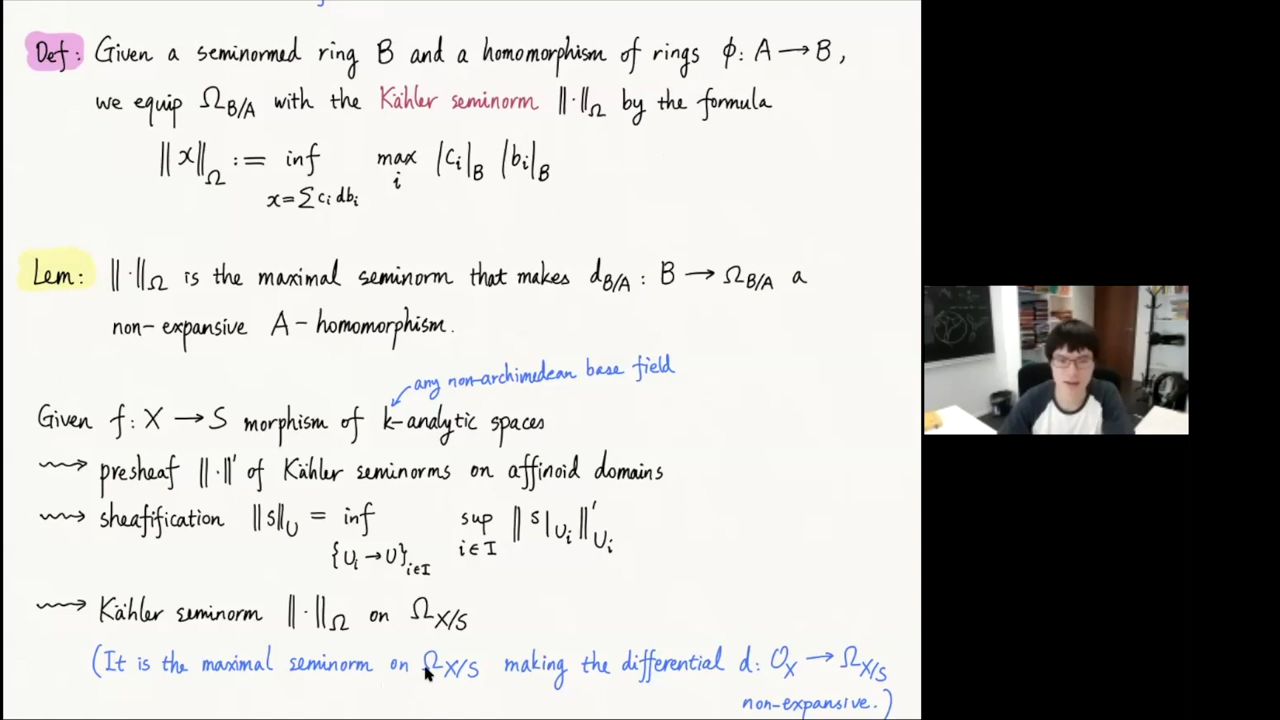 Def: Given a seminormed ring B and a homomorphism of rings ϕ: A → B,
we equip Ω_{B/A} with the Kähler seminorm ‖·‖_Ω by the formula
‖x‖_Ω := inf_{x=Σc_i db_i} max_i |c_i|_B |b_i|_B
Lem: ‖·‖_Ω is the maximal seminorm that makes d_{B/A} : B → Ω_{B/A} a
non-expansive A-homomorphism.
any non-archimedean base field
Given f: X → S morphism of k-analytic spaces
⇝ presheaf ‖·‖' of Kähler seminorms on affinoid domains
⇝ sheafification ‖s‖_U = inf_{{U_i → U}_{i∈I}} sup_{i∈I} ‖s|_{U_i}‖'_{U_i}
⇝ Kähler seminorm ‖·‖_Ω on Ω_{X/S}
(It is the maximal seminorm on Ω_{X/S} making the differential d: O_X → Ω_{X/S}
non-expansive.)